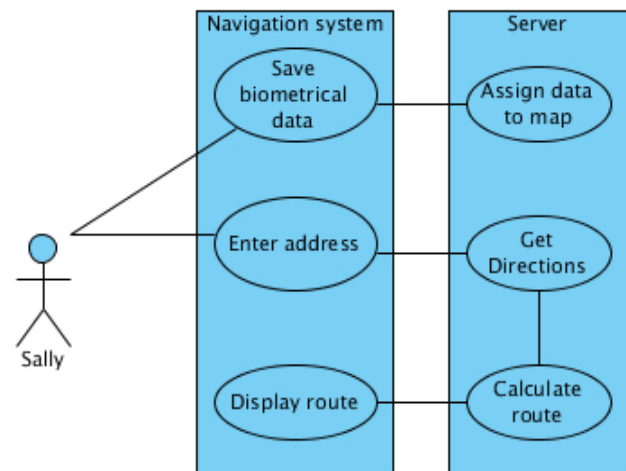 Navigation system
Save
biometrical
data
Enter address
Display route
Server
Assign data
to map
Get
Directions
Calculate
route
Sally